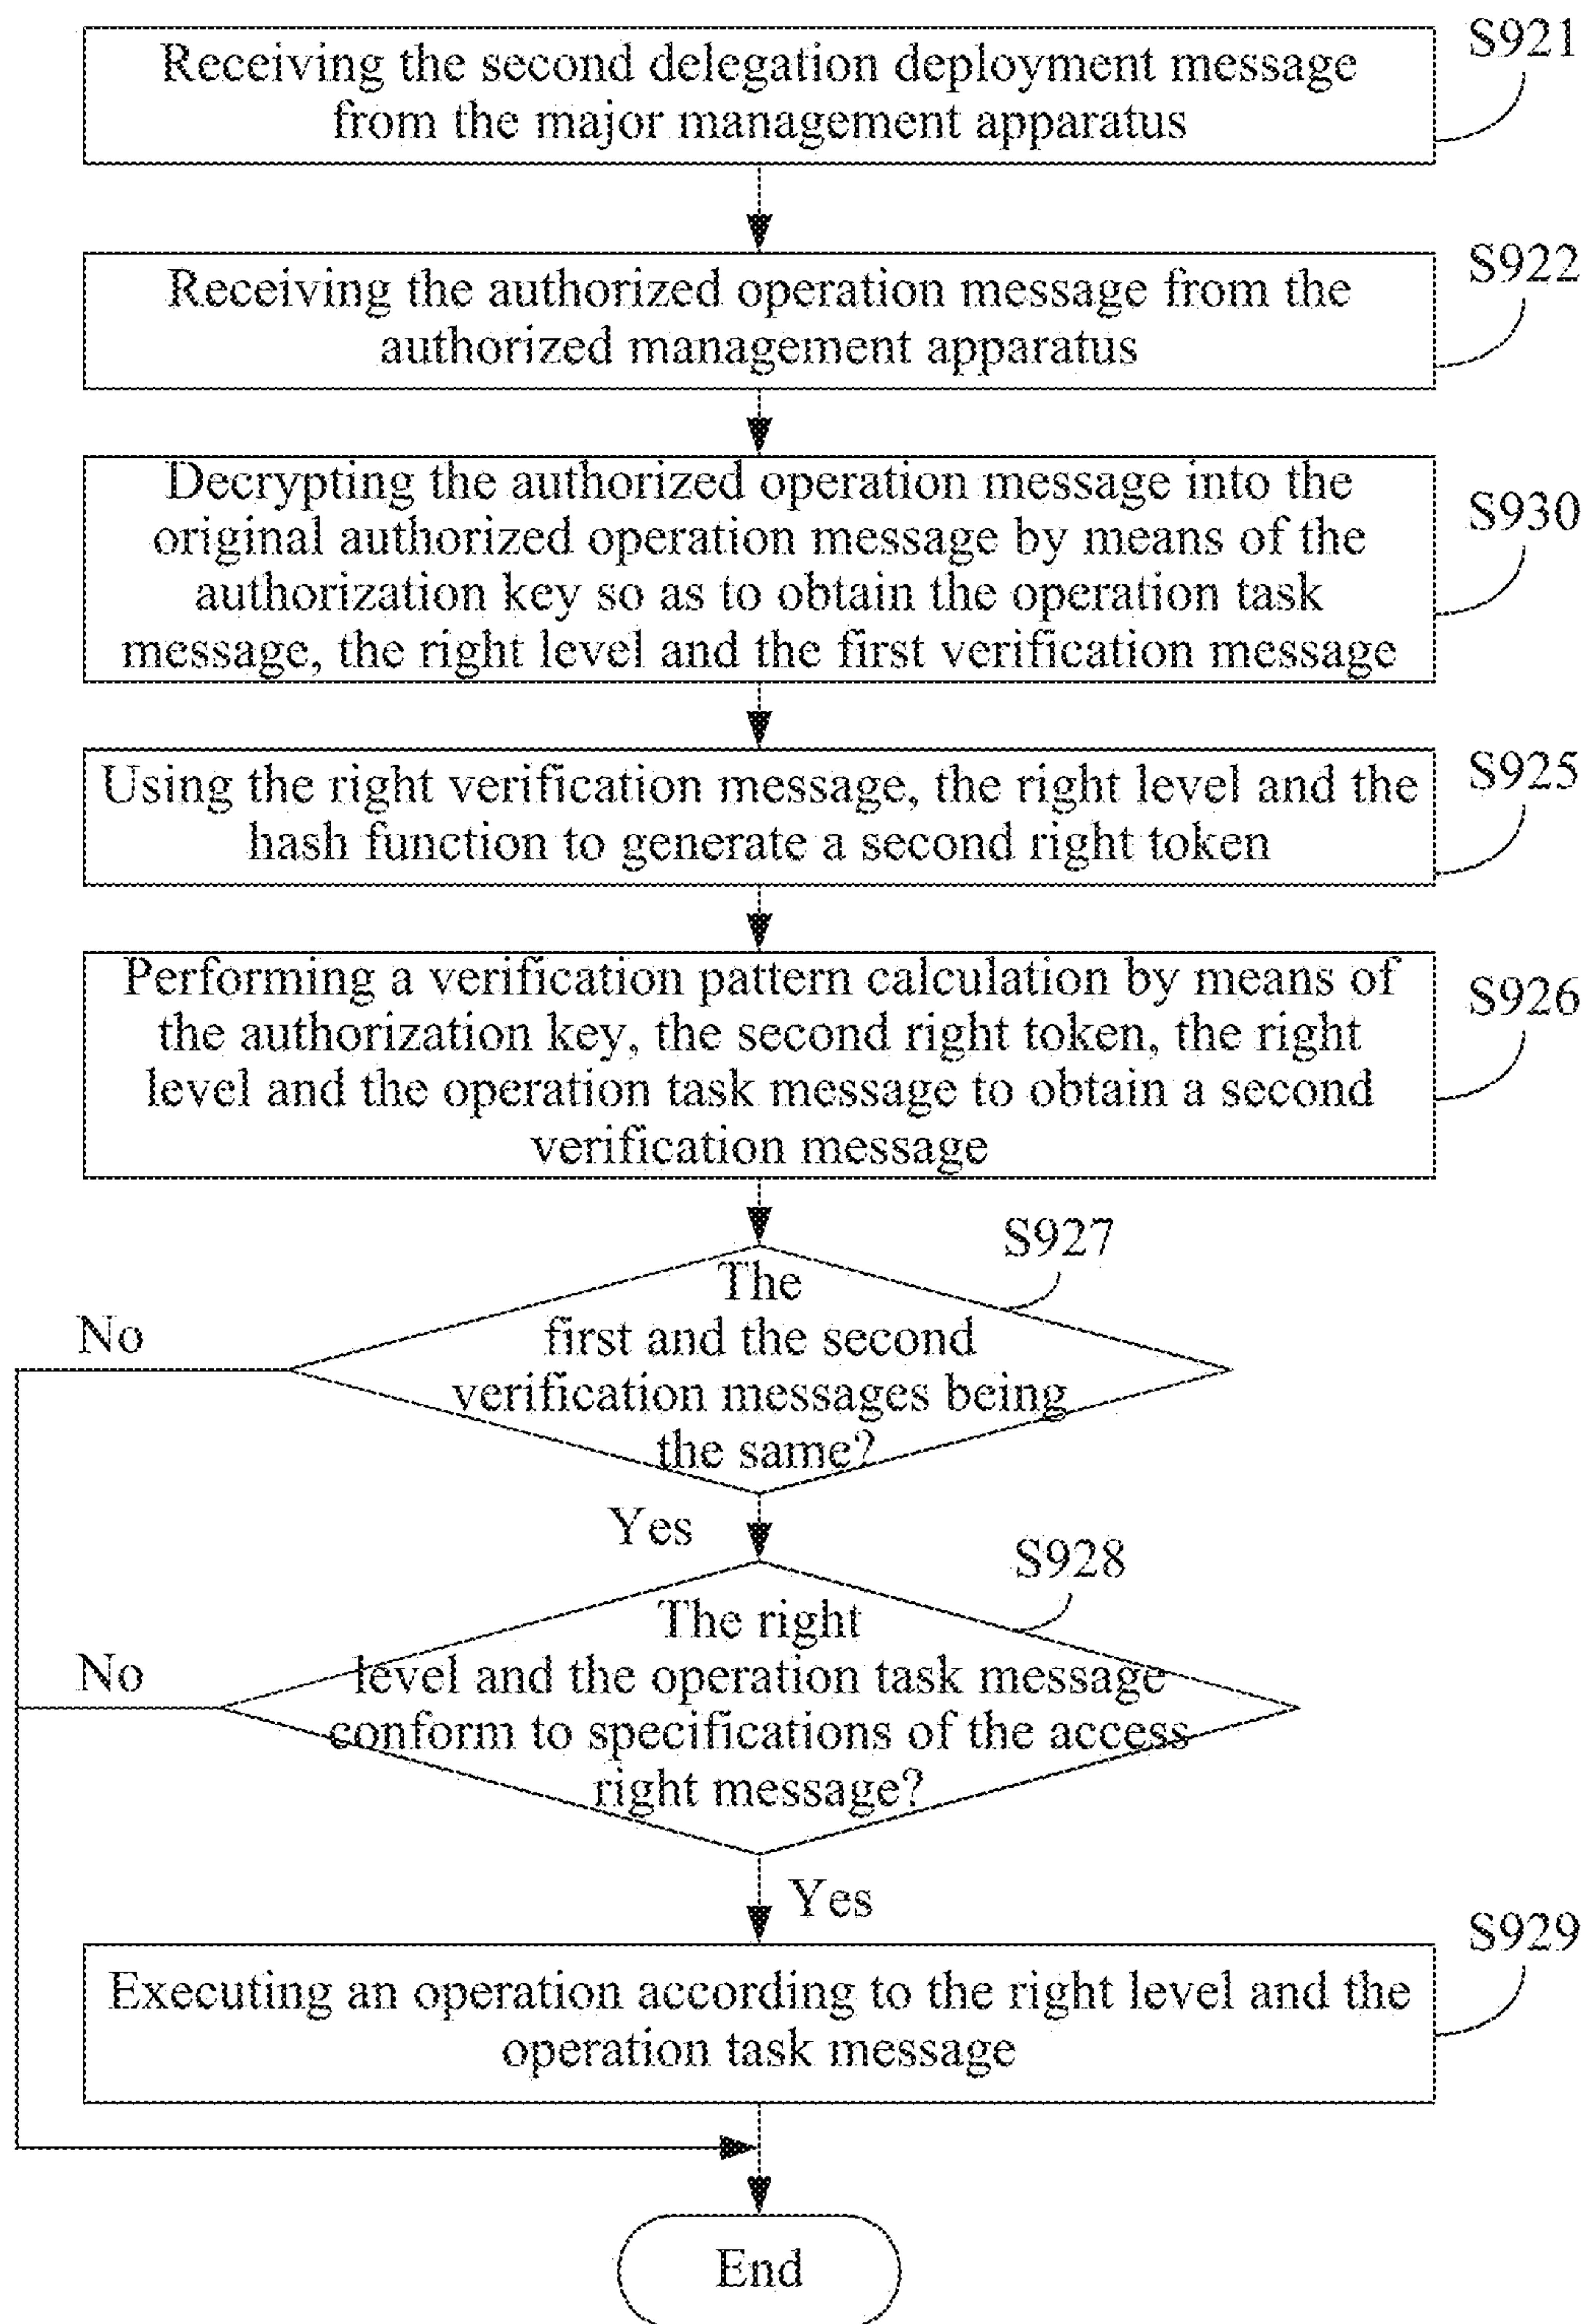 Receiving the second delegation deployment message
from the major management apparatus
S921
Receiving the authorized operation message from the
authorized management apparatus
S922
Decrypting the authorized operation message into the
original authorized operation message by means of the
authorization key so as to obtain the operation task
message, the right level and the first verification message
S930
Using the right verification message, the right level and the
hash function to generate a second right token
S925
Performing a verification pattern calculation by means of
the authorization key, the second right token, the right
level and the operation task message to obtain a second
verification message
S926
S927
The
first and the second
verification messages being
the same?
No
Yes
S928
The right
level and the operation task message
conform to specifications of the access
right message?
No
Yes
Executing an operation according to the right level and the
operation task message
S929
End